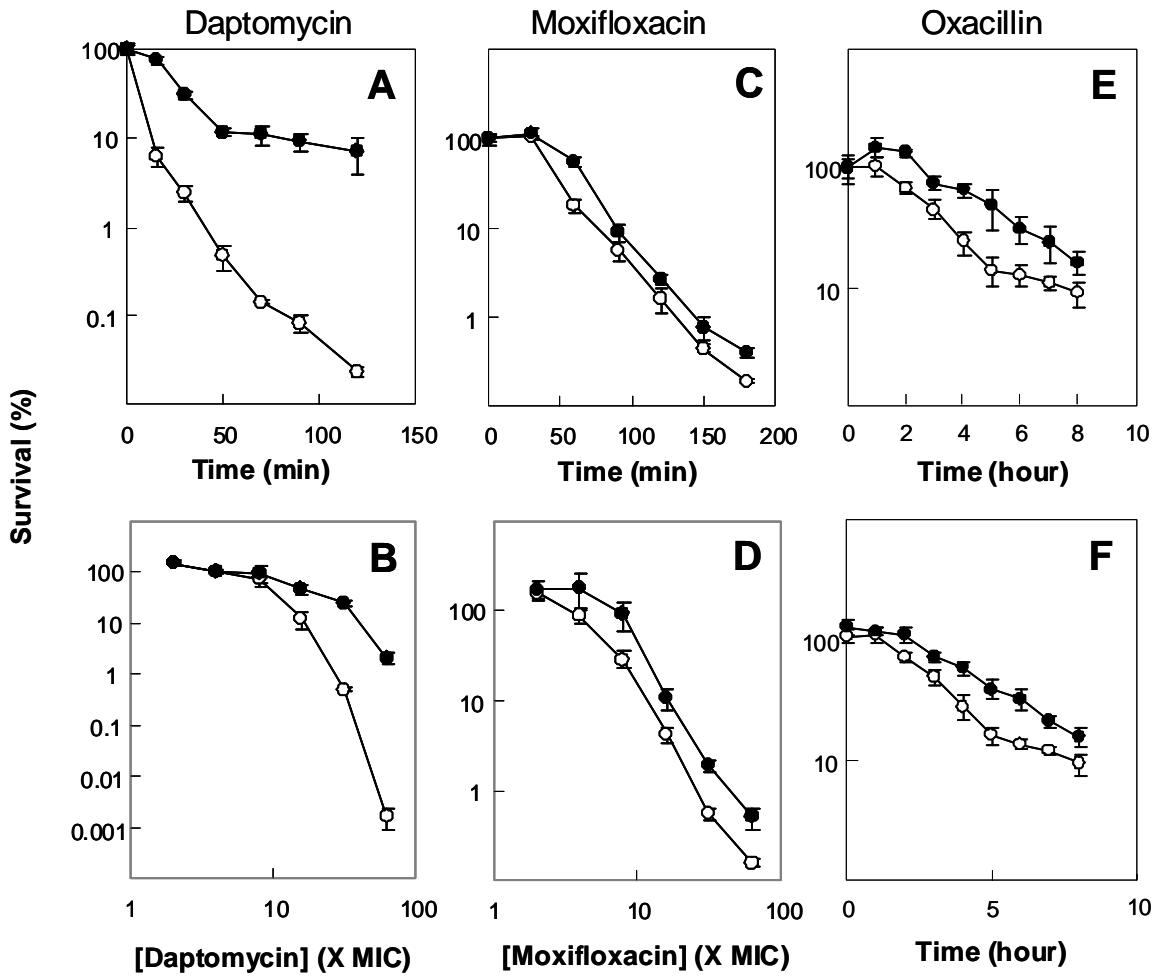 Daptomycin Moxifloxacin Oxacillin
Survival (%)
A
100
10
1
0.1
0 50 100 150
Time (min)
C
100
10
1
0 50 100 150 200
Time (min)
E
100
10
0 2 4 6 8 10
Time (hour)
B
100
10
1
0.1
0.01
0.001
1 10 100
[Daptomycin] (X MIC)
D
100
10
1
1 10 100
[Moxifloxacin] (X MIC)
F
100
10
0 5 10
Time (hour)